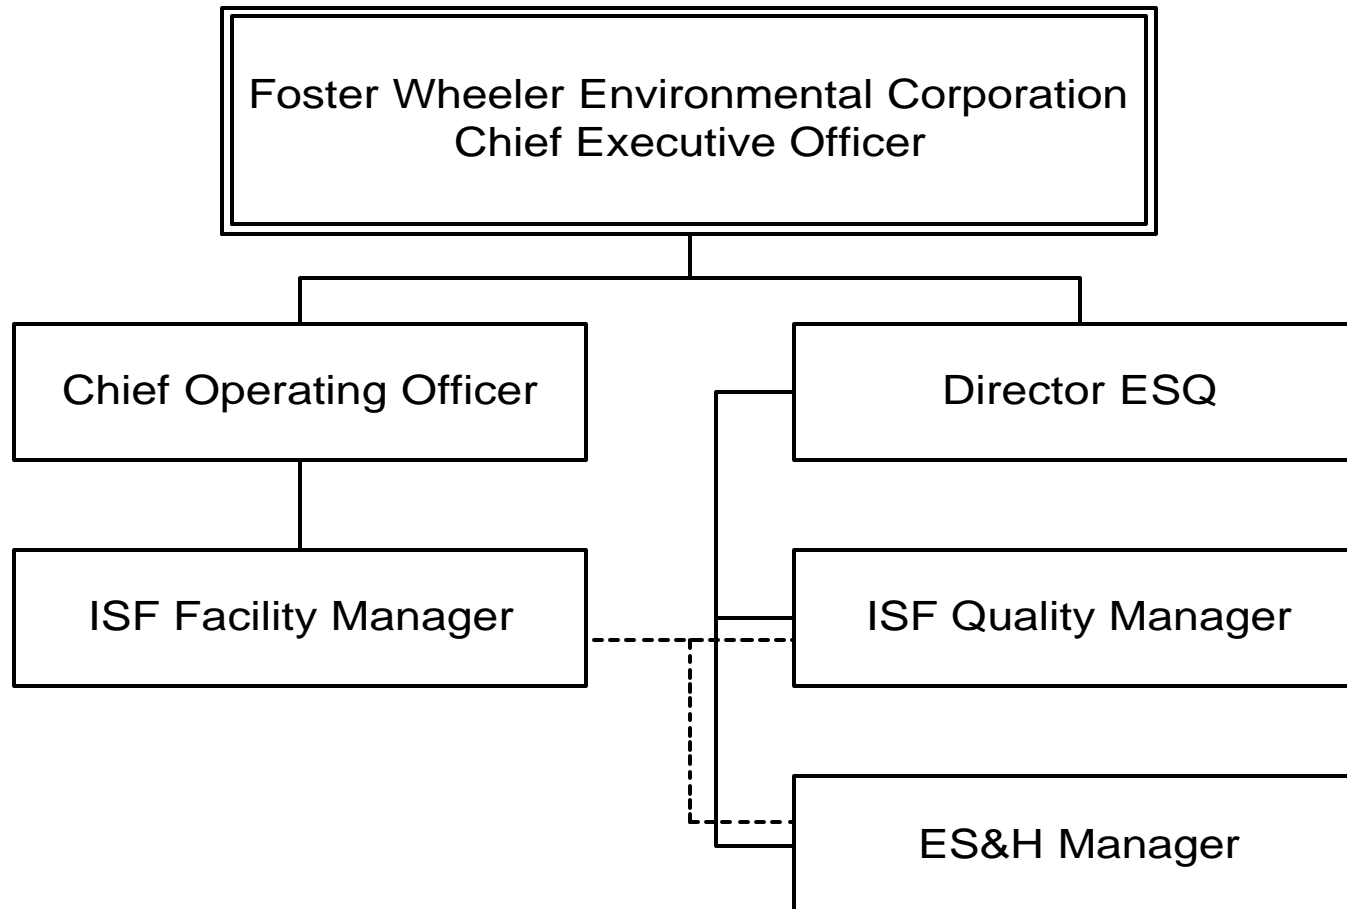 Foster Wheeler Environmental Corporation
Chief Executive Officer
Chief Operating Officer
Director ESQ
ISF Facility Manager
ISF Quality Manager
ES&H Manager